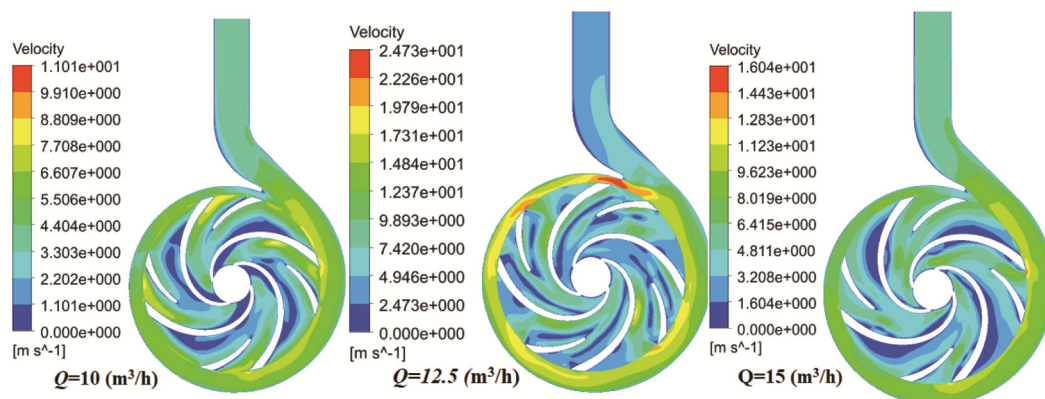 Velocity
1.101e+001
9.910e+000
8.809e+000
7.708e+000
6.607e+000
5.506e+000
4.404e+000
3.303e+000
2.202e+000
1.101e+000
0.000e+000
[m s^-1]
Q=10 (m³/h)
Velocity
2.473e+001
2.226e+001
1.979e+001
1.731e+001
1.484e+001
1.237e+001
9.893e+000
7.420e+000
4.946e+000
2.473e+000
0.000e+000
[m s^-1]
Q=12.5 (m³/h)
Velocity
1.604e+001
1.443e+001
1.283e+001
1.123e+001
9.623e+000
8.019e+000
6.415e+000
4.811e+000
3.208e+000
1.604e+000
0.000e+000
[m s^-1]
Q=15 (m³/h)